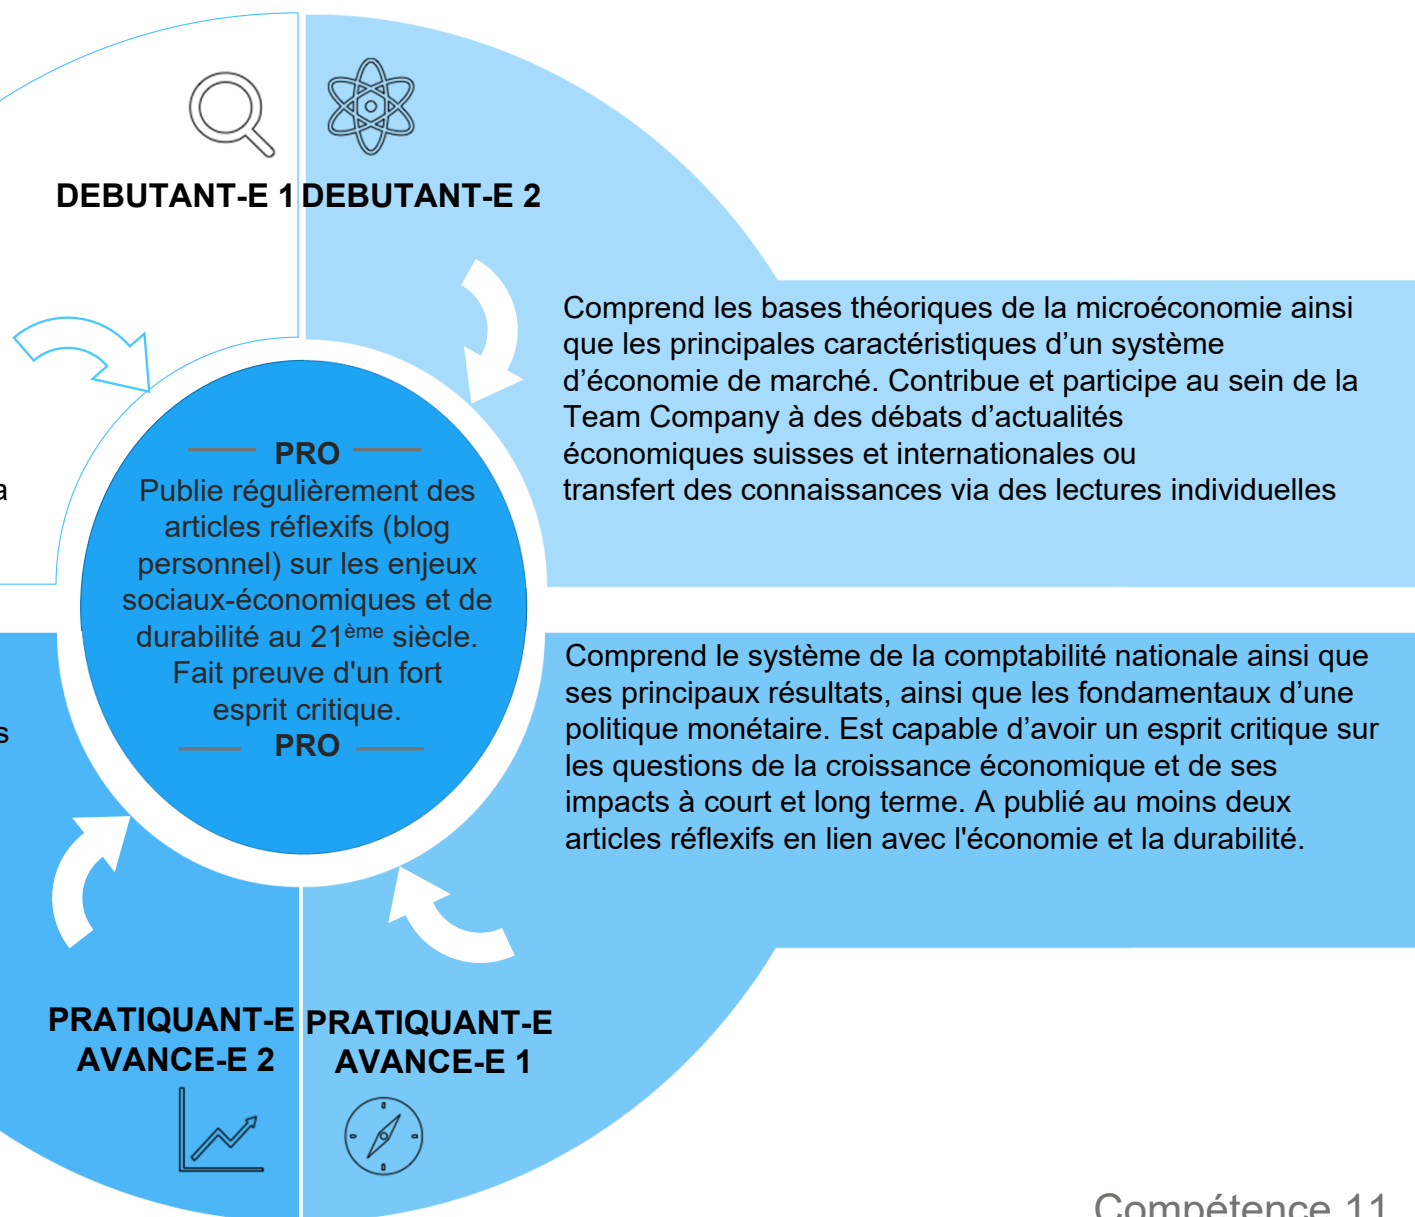 DEBUTANT-E 1
DEBUTANT-E 2
Comprend les bases théoriques de la microéconomie ainsi
que les principales caractéristiques d’un système
d’économie de marché. Contribue et participe au sein de la
Team Company à des débats d’actualités
économiques suisses et internationales ou
transfert des connaissances via des lectures individuelles
a
PRO
Publie régulièrement des
articles réflexifs (blog
personnel) sur les enjeux
sociaux-économiques et de
durabilité au 21ème siècle.
Fait preuve d'un fort
esprit critique.
PRO
s
Comprend le système de la comptabilité nationale ainsi que
ses principaux résultats, ainsi que les fondamentaux d’une
politique monétaire. Est capable d’avoir un esprit critique sur
les questions de la croissance économique et de ses
impacts à court et long terme. A publié au moins deux
articles réflexifs en lien avec l'économie et la durabilité.
PRATIQUANT-E
AVANCE-E 2
PRATIQUANT-E
AVANCE-E 1
Compétence 11